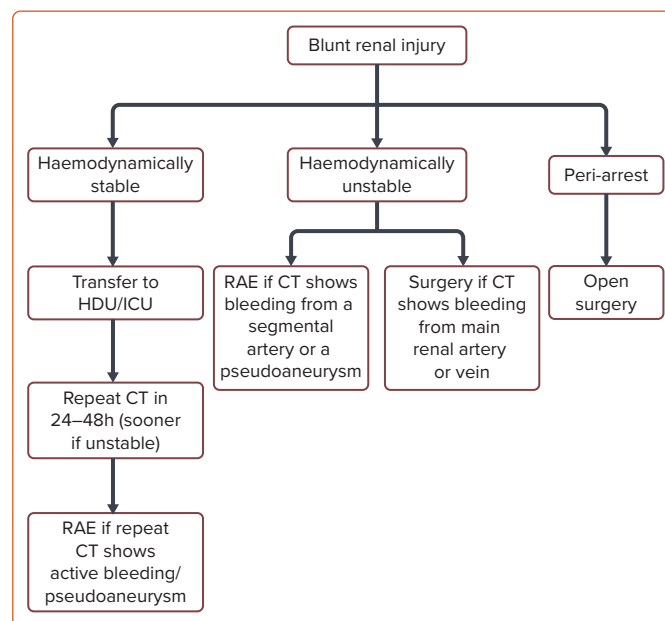 Blunt renal injury
Haemodynamically
stable
Haemodynamically
unstable
Peri-arrest
Transfer to
HDU/ICU
RAE if CT shows
bleeding from a
segmental
artery or a
pseudoaneurysm
Surgery if CT
shows bleeding
from main
renal artery
or vein
Open
surgery
Repeat CT in
24–48h (sooner
if unstable)
RAE if repeat
CT shows
active bleeding/
pseudoaneurysm